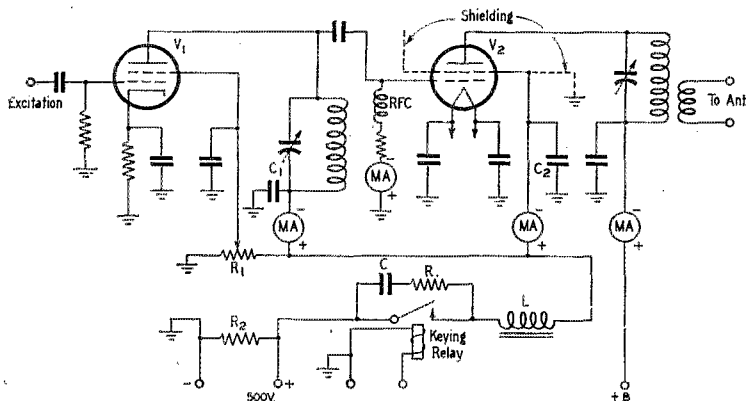 Shielding
V₁
V₂
Excitation
RFC
To Ant
C₁
MA
C₂
MA
MA
MA
R₁
C
R.
L
R₂
Keying
Relay
- 500V. +
+B